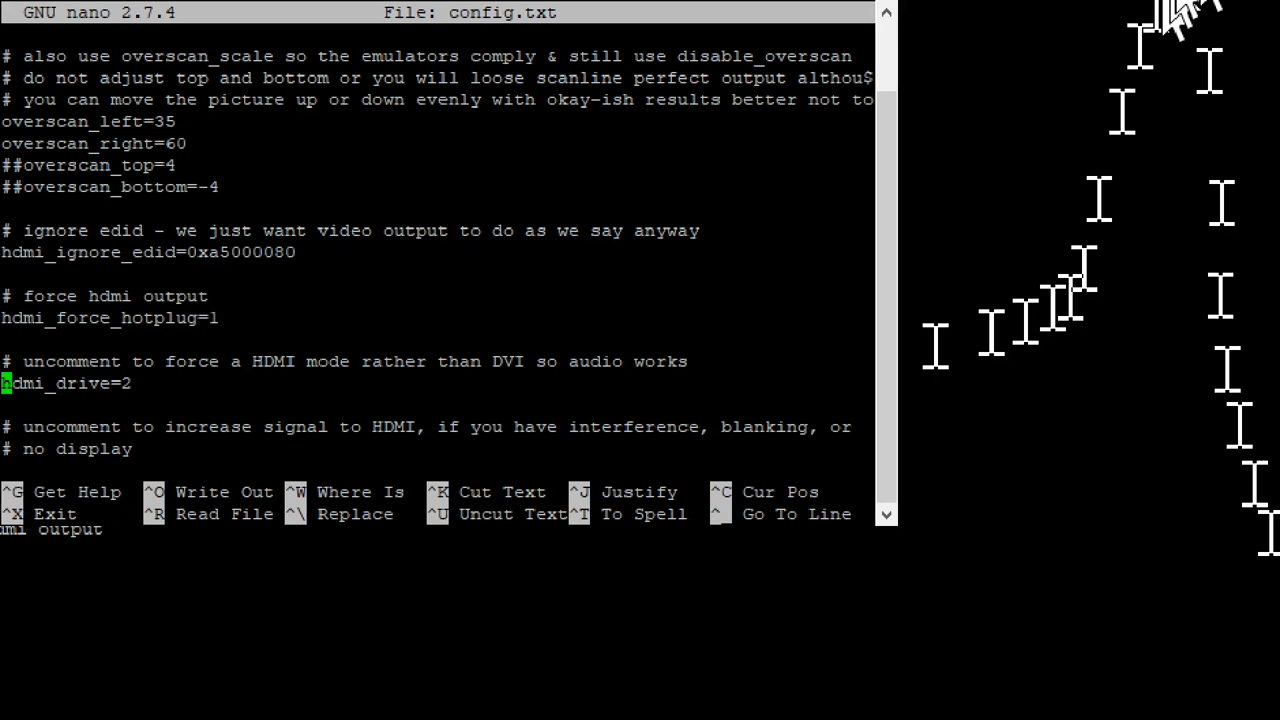 GNU nano 2.7.4 File: config.txt
# also use overscan_scale so the emulators comply & still use disable_overscan
# do not adjust top and bottom or you will loose scanline perfect output althou$
# you can move the picture up or down evenly with okay-ish results better not to
overscan_left=35
overscan_right=60
##overscan_top=4
##overscan_bottom=-4
# ignore edid - we just want video output to do as we say anyway
hdmi_ignore_edid=0xa5000080
# force hdmi output
hdmi_force_hotplug=1
# uncomment to force a HDMI mode rather than DVI so audio works
hdmi_drive=2
# uncomment to increase signal to HDMI, if you have interference, blanking, or
# no display
^G Get Help ^O Write Out ^W Where Is ^K Cut Text ^J Justify ^C Cur Pos
^X Exit ^R Read File ^\ Replace ^U Uncut Text ^T To Spell ^_ Go To Line
output